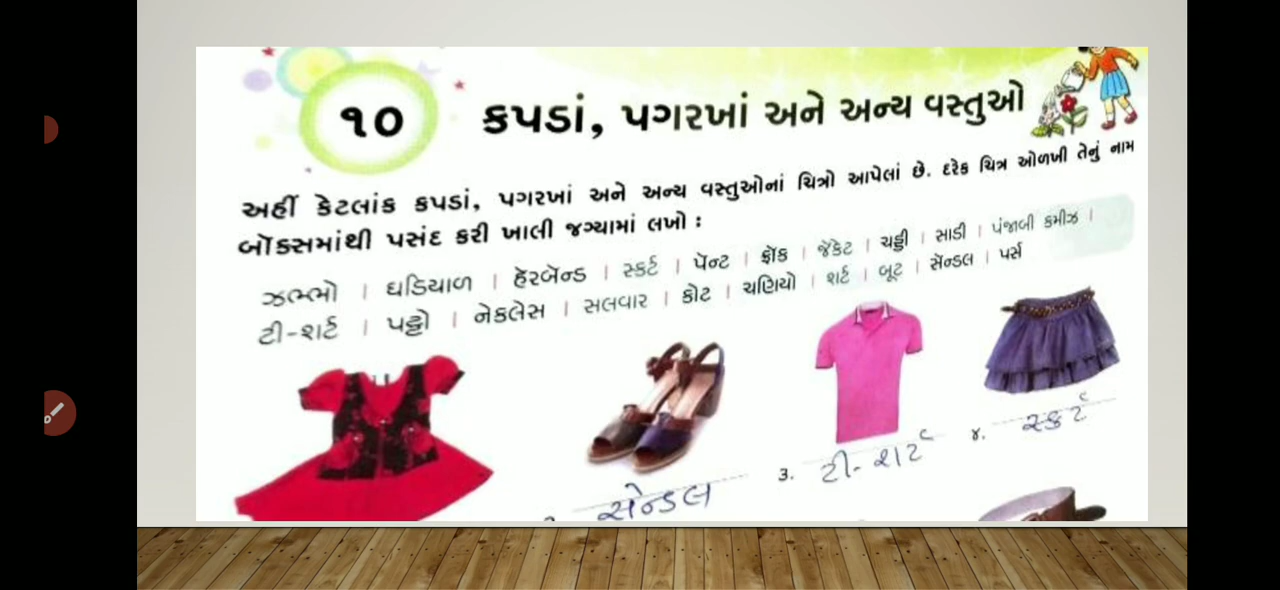 ૧૦ કપડાં, પગરખાં અને અન્ય વસ્તુઓ
અહીં કેટલાંક કપડાં, પગરખાં અને અન્ય વસ્તુઓનાં ચિત્રો આપેલાં છે. દરેક ચિત્ર ઓળખી તેનું નામ
બૉક્સમાંથી પસંદ કરી ખાલી જગ્યામાં લખો :
ઝભ્ભો | ઘડિયાળ | હૅરબૅન્ડ | સ્કર્ટ | પૅન્ટ | ફ્રૉક | જૅકેટ | ચડ્ડી | સાડી | પંજાબી કમીઝ |
ટી-શર્ટ | પટ્ટો | નેકલેસ | સલવાર | કોટ | ચણિયો | શર્ટ | બૂટ | સૅન્ડલ | પર્સ
સેન્ડલ
૩. ટી-શર્ટ
૪. સ્કર્ટ